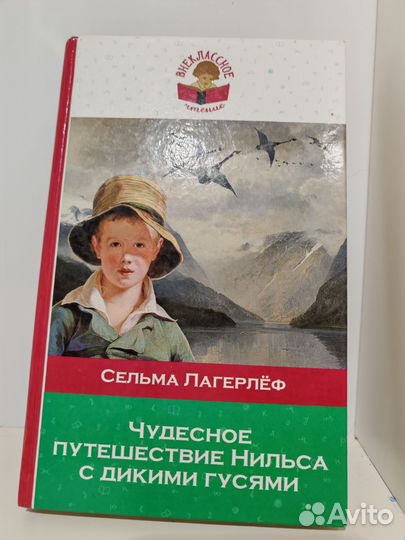 ВНЕКЛАССНОЕ
чтение
СЕЛЬМА ЛАГЕРЛЁФ
ЧУДЕСНОЕ
ПУТЕШЕСТВИЕ НИЛЬСА
С ДИКИМИ ГУСЯМИ
Avito